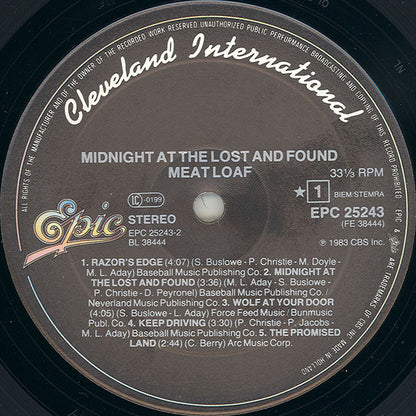 ALL RIGHTS OF THE MANUFACTURER AND OF THE OWNER OF THE RECORDED WORK RESERVED UNAUTHORIZED PUBLIC PERFORMANCE BROADCASTING AND COPYING OF THIS RECORD PROHIBITED
Cleveland International
MIDNIGHT AT THE LOST AND FOUND
MEAT LOAF
33⅓ RPM
LC-0199
★ 1 BIEM/STEMRA
Epic
STEREO
EPC 25243-2
BL 38444
EPC 25243
(FE 38444)
℗ 1983 CBS Inc.
1. RAZOR'S EDGE (4:07) (S. Buslowe - P. Christie - M. Doyle -
M. L. Aday) Baseball Music Publishing Co. 2. MIDNIGHT AT
THE LOST AND FOUND (3:36) (M. L. Aday - S. Buslowe -
P. Christie - D. Peyronel) Baseball Music Publishing Co./
Neverland Music Publishing Co. 3. WOLF AT YOUR DOOR
(4:05) (S. Buslowe - L. Aday) Force Feed Music / Bunmusic
Publ. Co. 4. KEEP DRIVING (3:30) (P. Christie - P. Jacobs -
M. L. Aday) Baseball Music Publishing Co. 5. THE PROMISED
LAND (2:44) (C. Berry) Arc Music Corp.
ARE TRADEMARKS OF CBS INC. MADE IN HOLLAND